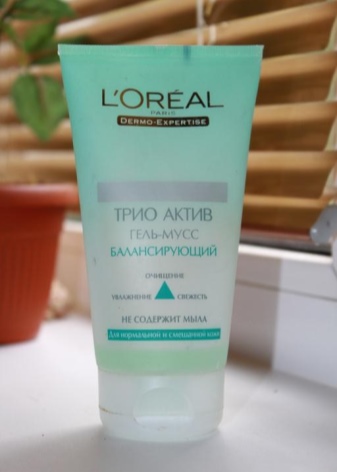 L'ORÉAL
PARIS
DERMO-EXPERTISE
ТРИО АКТИВ
ГЕЛЬ-МУСС
БАЛАНСИРУЮЩИЙ
ОЧИЩЕНИЕ
УВЛАЖНЕНИЕ СВЕЖЕСТЬ
НЕ СОДЕРЖИТ МЫЛА
Для нормальной и смешанной кожи